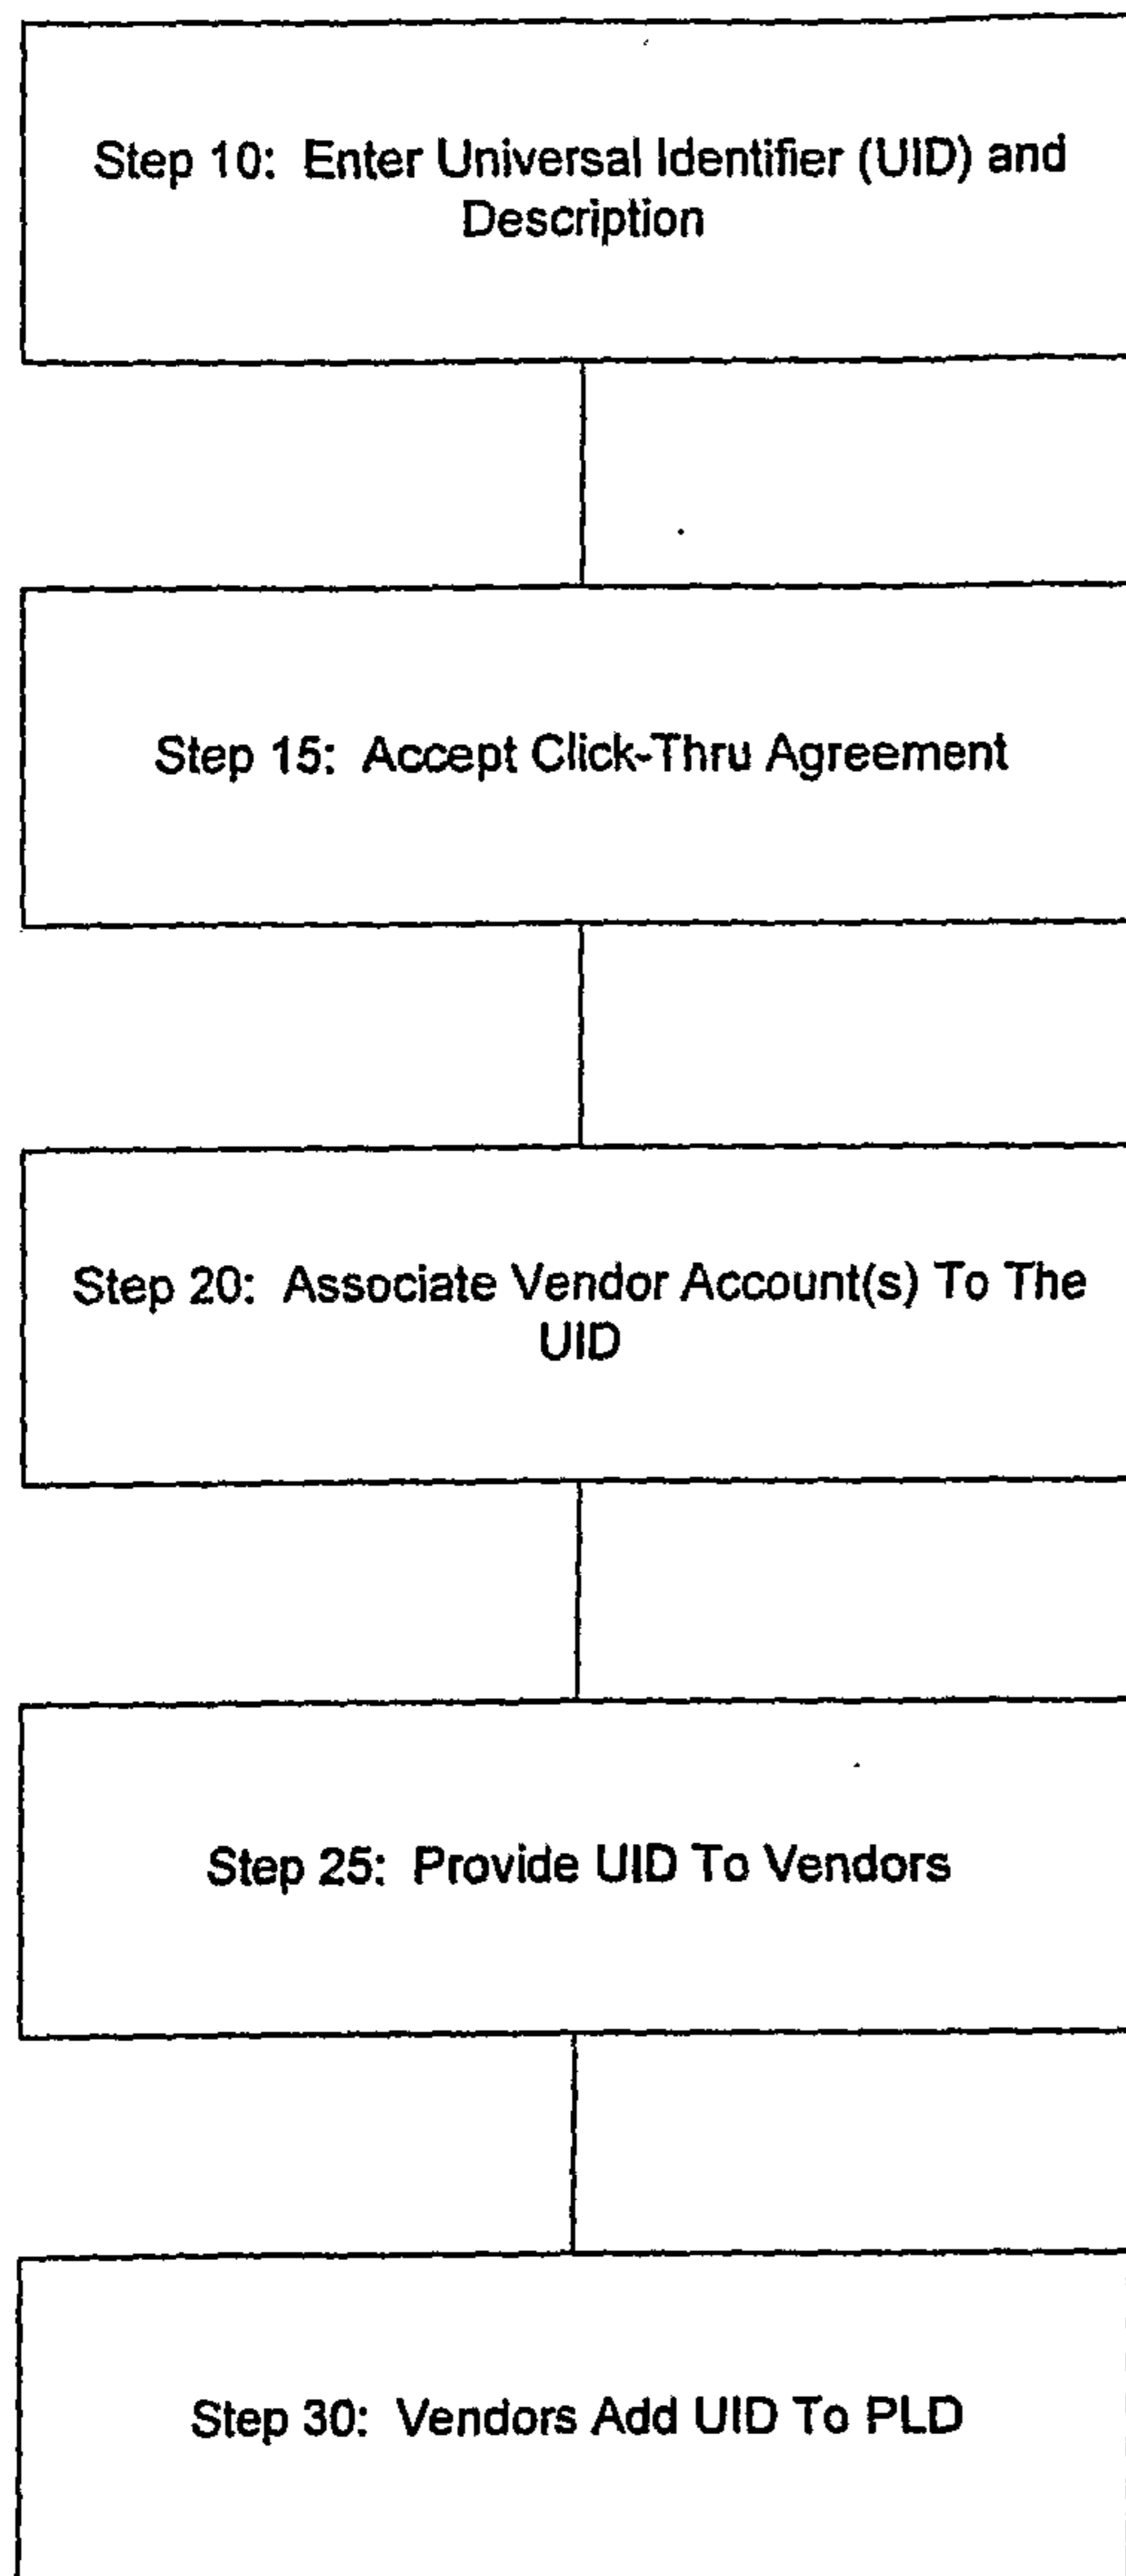 Step 10: Enter Universal Identifier (UID) and
Description
Step 15: Accept Click-Thru Agreement
Step 20: Associate Vendor Account(s) To The
UID
Step 25: Provide UID To Vendors
Step 30: Vendors Add UID To PLD